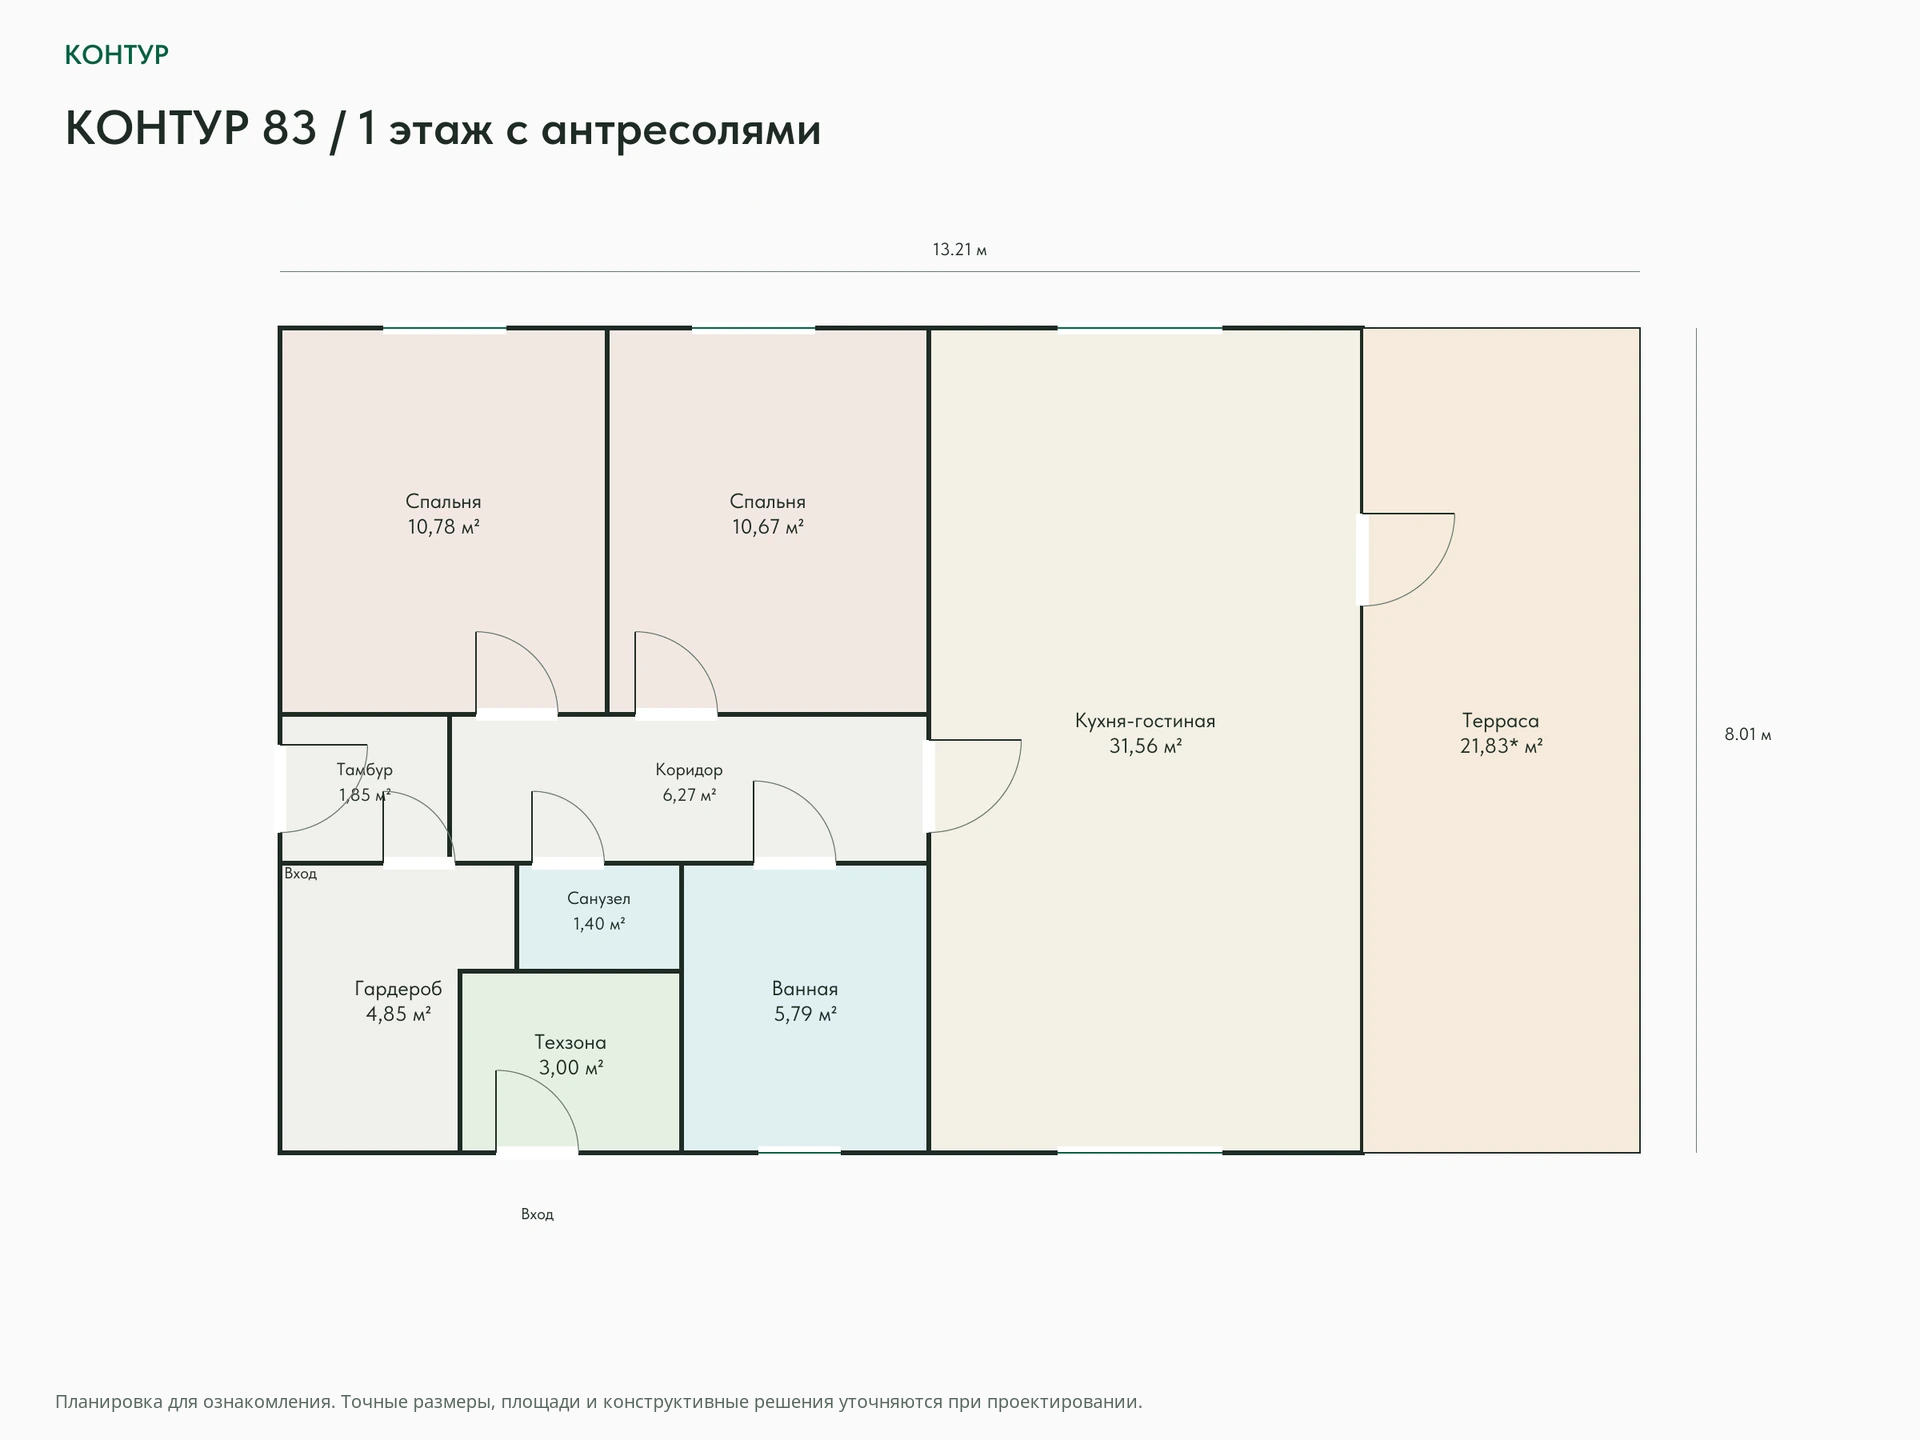 КОНТУР
КОНТУР 83 / 1 этаж с антресолями
13.21 м
Спальня
10,78 м²
Спальня
10,67 м²
Кухня-гостиная
31,56 м²
Терраса
21,83* м²
8.01 м
Тамбур
1,85 м²
Коридор
6,27 м²
Вход
Санузел
1,40 м²
Гардероб
4,85 м²
Ванная
5,79 м²
Техзона
3,00 м²
Вход
Планировка для ознакомления. Точные размеры, площади и конструктивные решения уточняются при проектировании.